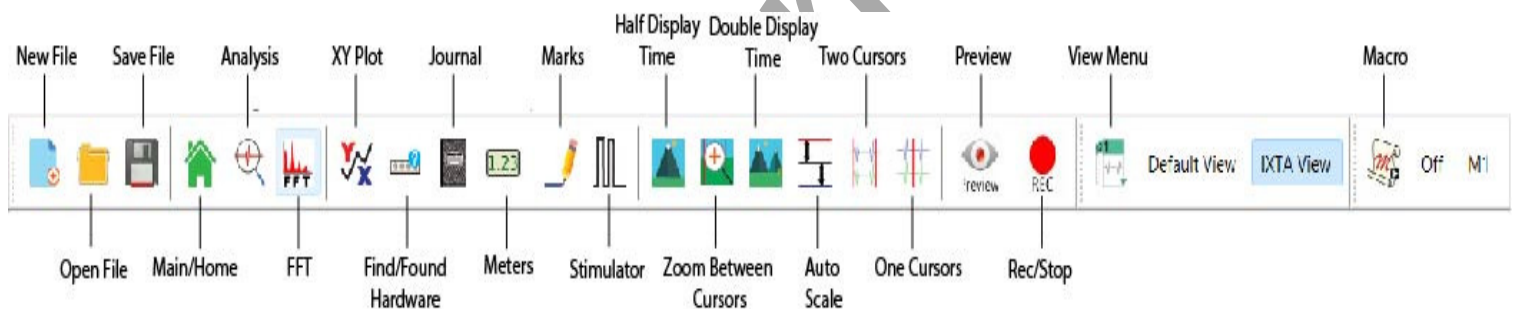 Half Display Double Display
New File Save File Analysis XY Plot Journal Marks Time Time Two Cursors Preview View Menu Macro
FFT Y X ? 1.23 Preview REC Default View IXTA View m Off M1
Open File Main/Home FFT Find/Found Meters Stimulator Zoom Between Auto One Cursors Rec/Stop
Hardware Cursors Scale